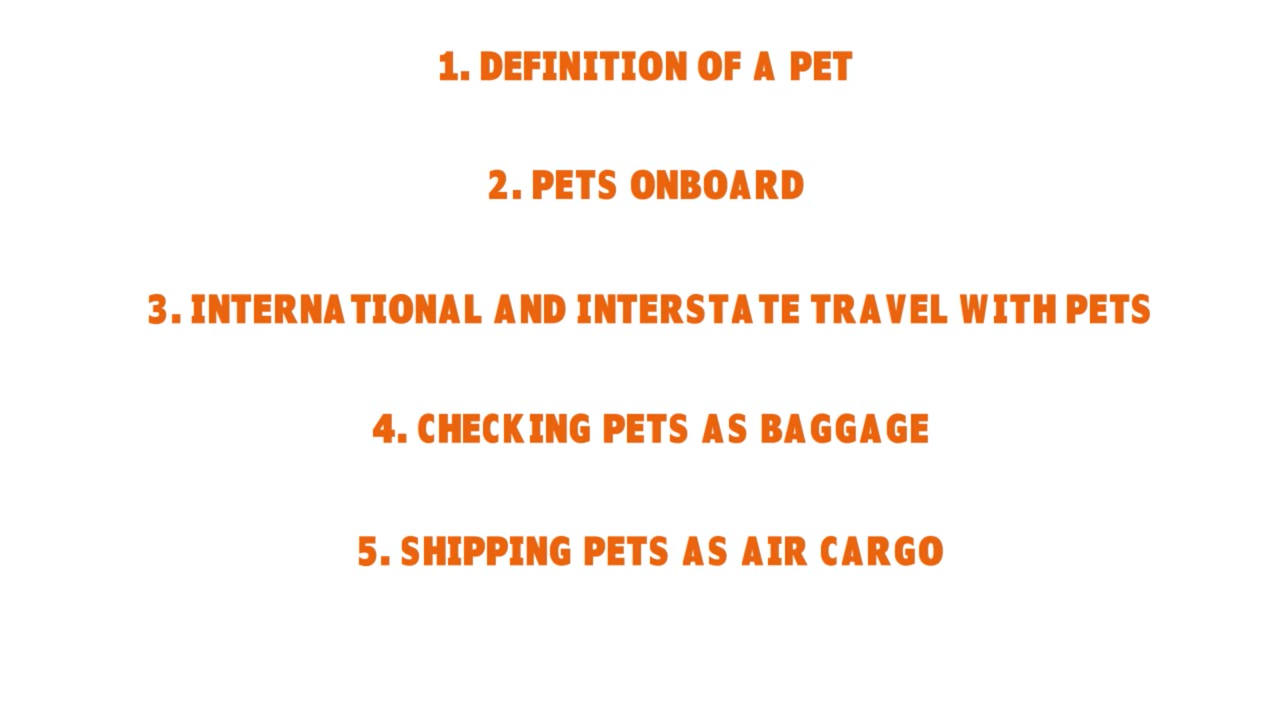 1. DEFINITION OF A PET
2. PETS ONBOARD
3. INTERNATIONAL AND INTERSTATE TRAVEL WITH PETS
4. CHECKING PETS AS BAGGAGE
5. SHIPPING PETS AS AIR CARGO